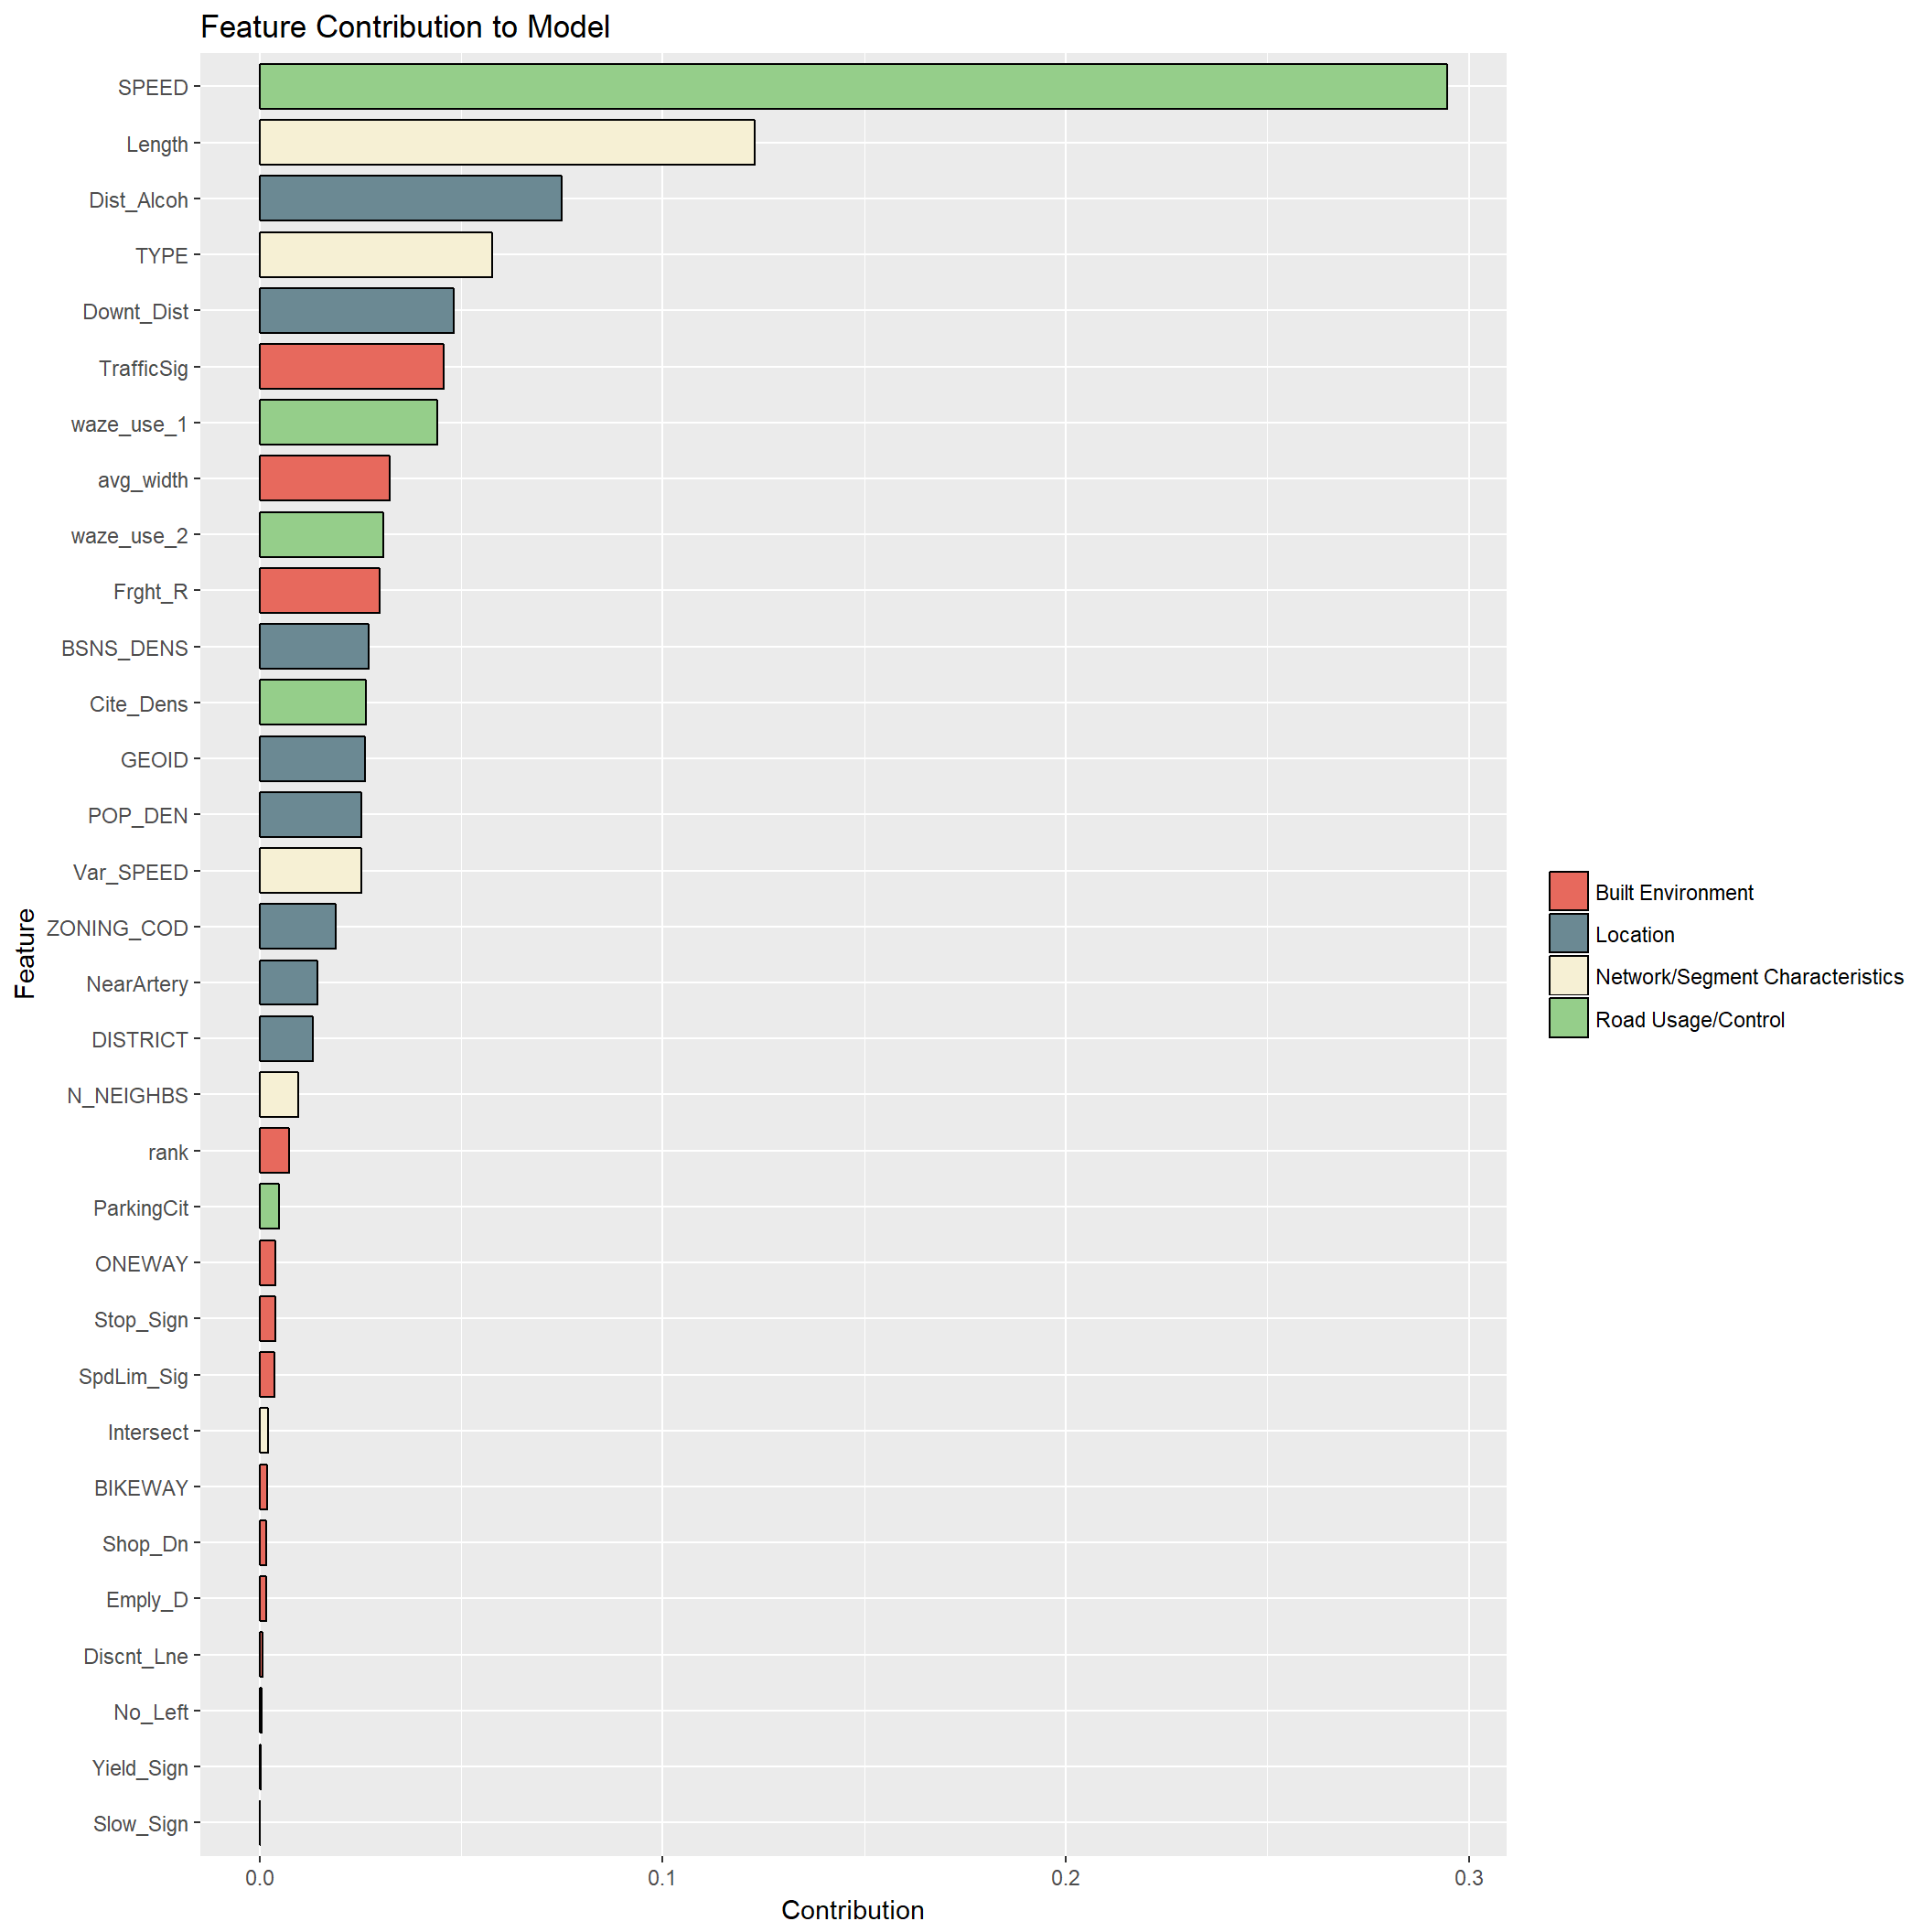 Feature Contribution to Model
SPEED
Length
Dist_Alcoh
TYPE
Downt_Dist
TrafficSig
waze_use_1
avg_width
waze_use_2
Frght_R
BSNS_DENS
Cite_Dens
GEOID
POP_DEN
Var_SPEED
ZONING_COD
NearArtery
DISTRICT
N_NEIGHBS
rank
ParkingCit
ONEWAY
Stop_Sign
SpdLim_Sig
Intersect
BIKEWAY
Shop_Dn
Emply_D
Discnt_Lne
No_Left
Yield_Sign
Slow_Sign
Feature
0.0
0.1
0.2
0.3
Contribution
Built Environment
Location
Network/Segment Characteristics
Road Usage/Control